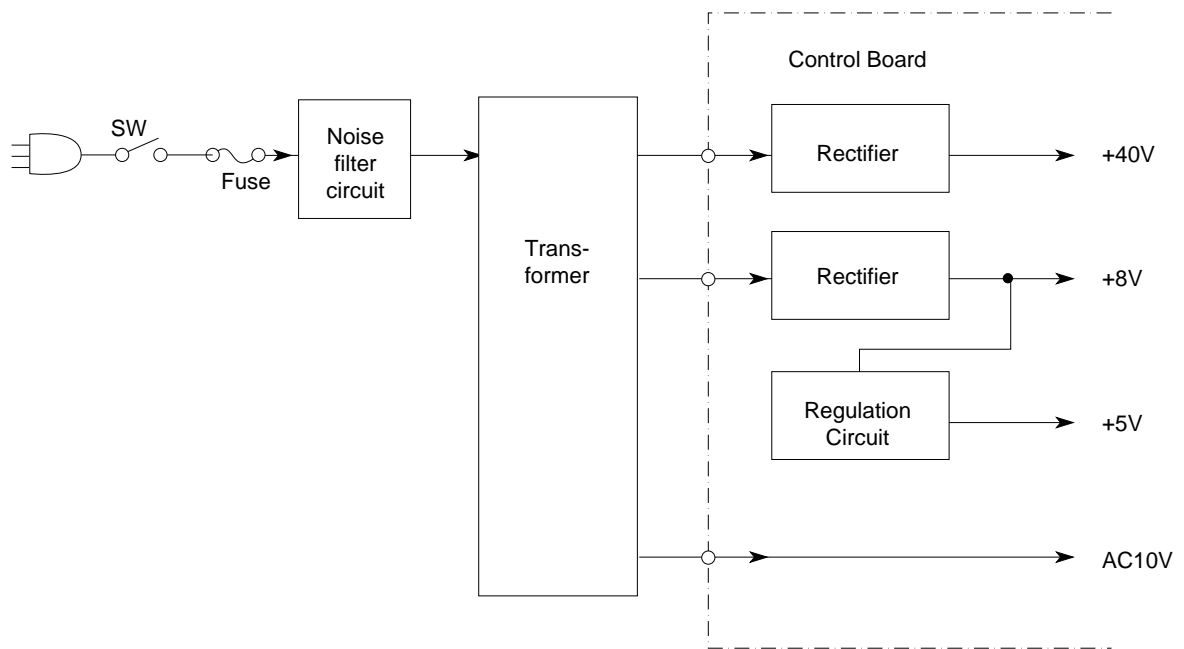 Control Board
SW
Fuse
Noise
filter
circuit
Trans-
former
Rectifier
+40V
Rectifier
+8V
Regulation
Circuit
+5V
AC10V